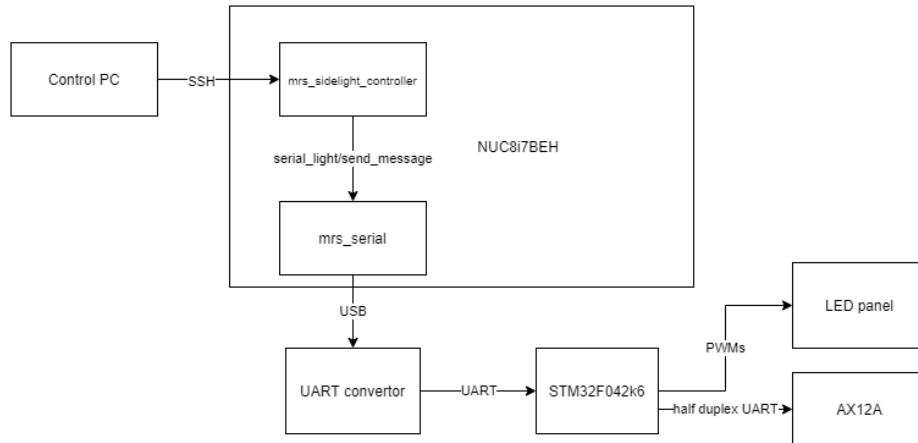 Control PC
SSH
mrs_sidelight_controller
NUC8i7BEH
serial_light/send_message
mrs_serial
USB
LED panel
PWMs
UART convertor
UART
STM32F042k6
half duplex UART
AX12A